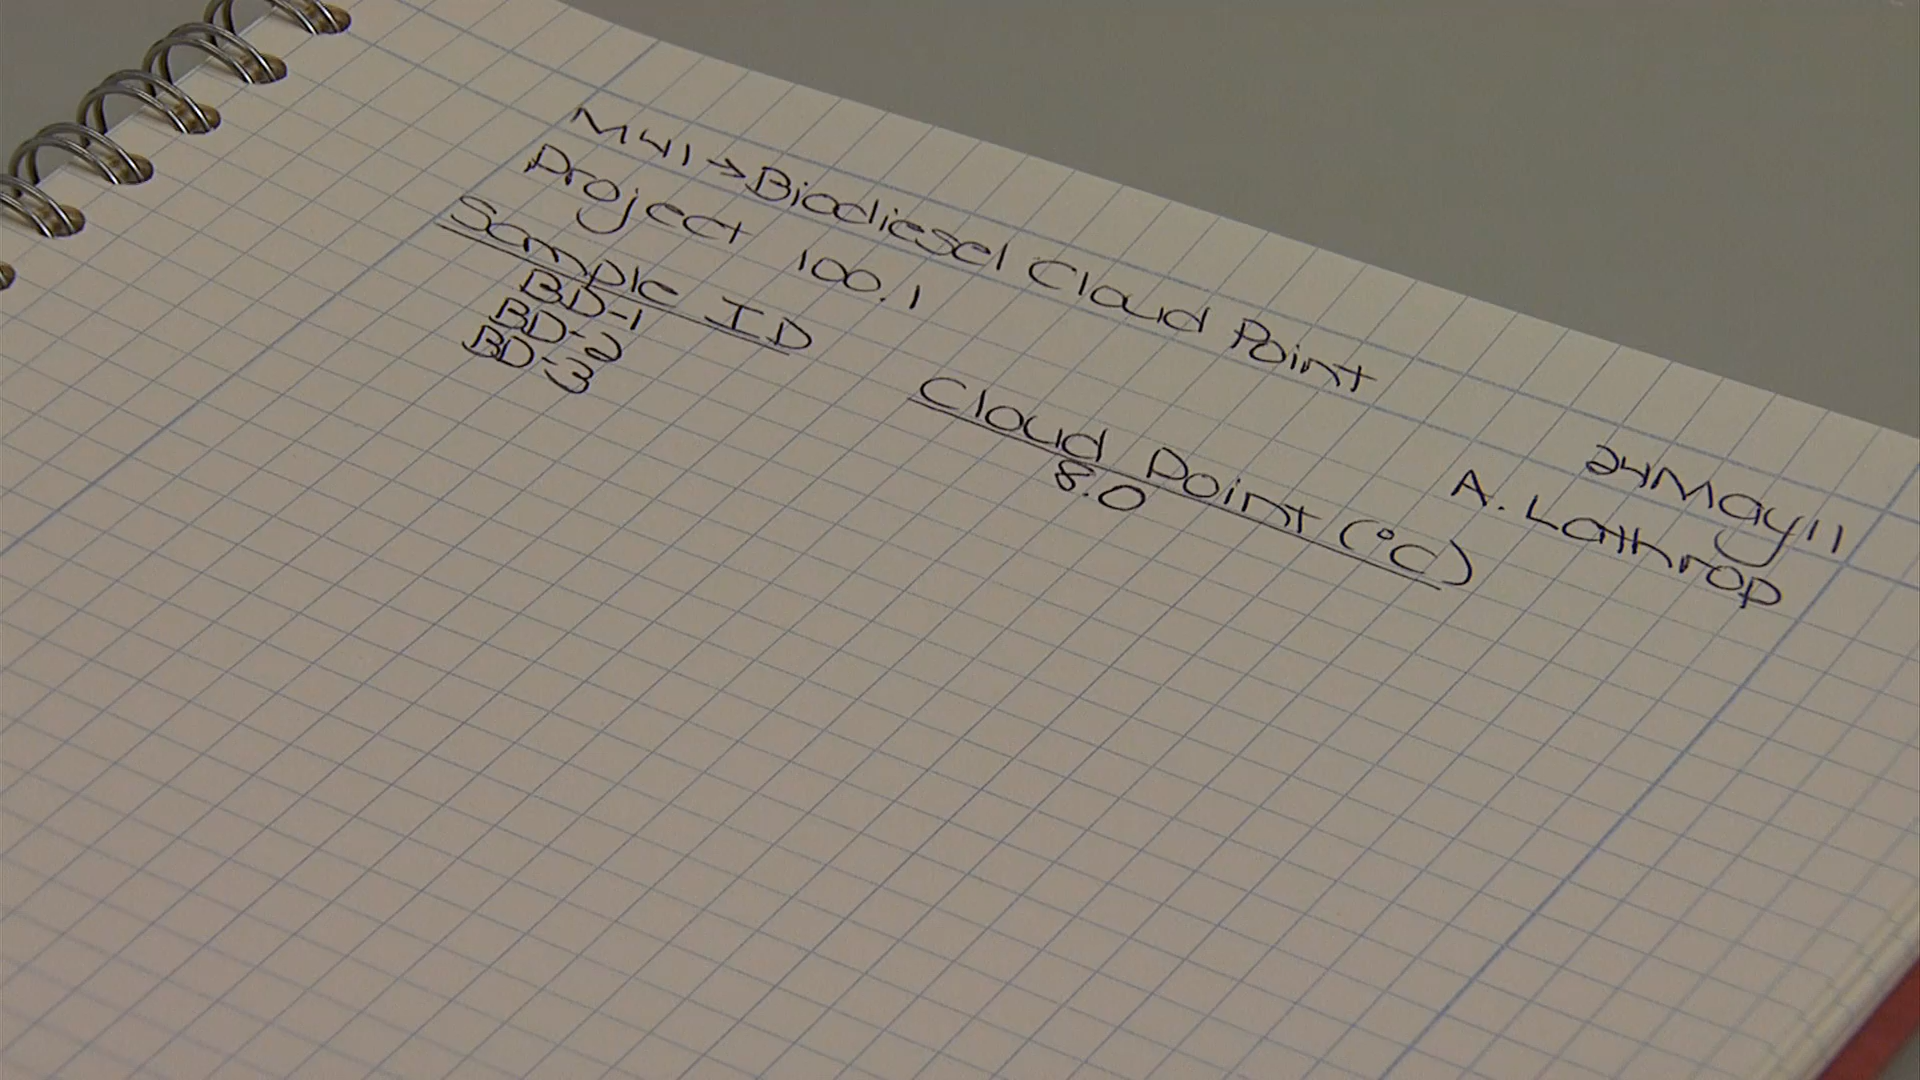 M41 → Biodiesel Cloud Point 24May11
Project 100.1 A. Lathrop
Sample ID Cloud Point (°C)
BD-1 8.0
BD-2
BD-3